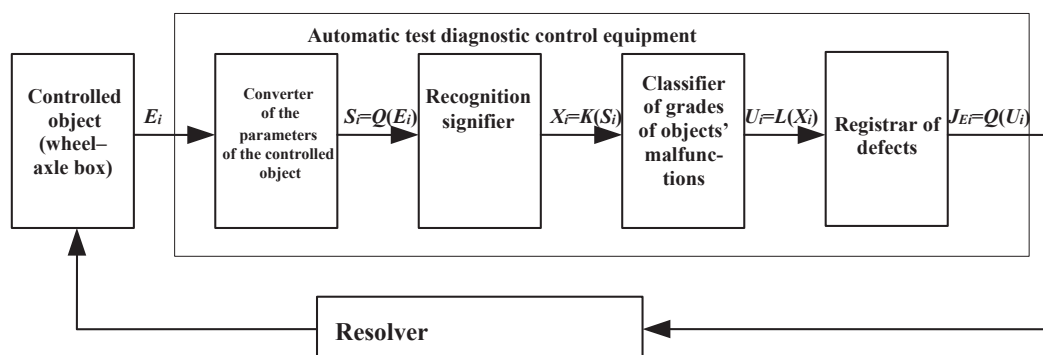 Automatic test diagnostic control equipment
Controlled
object
(wheel–
axle box)
Ei
Converter
of the
parameters
of the controlled
object
Si=Q(Ei)
Recognition
signifier
Xi=K(Si)
Classifier
of grades
of objects’
malfunc-
tions
Ui=L(Xi)
Registrar of
defects
JEi=Q(Ui)
Resolver